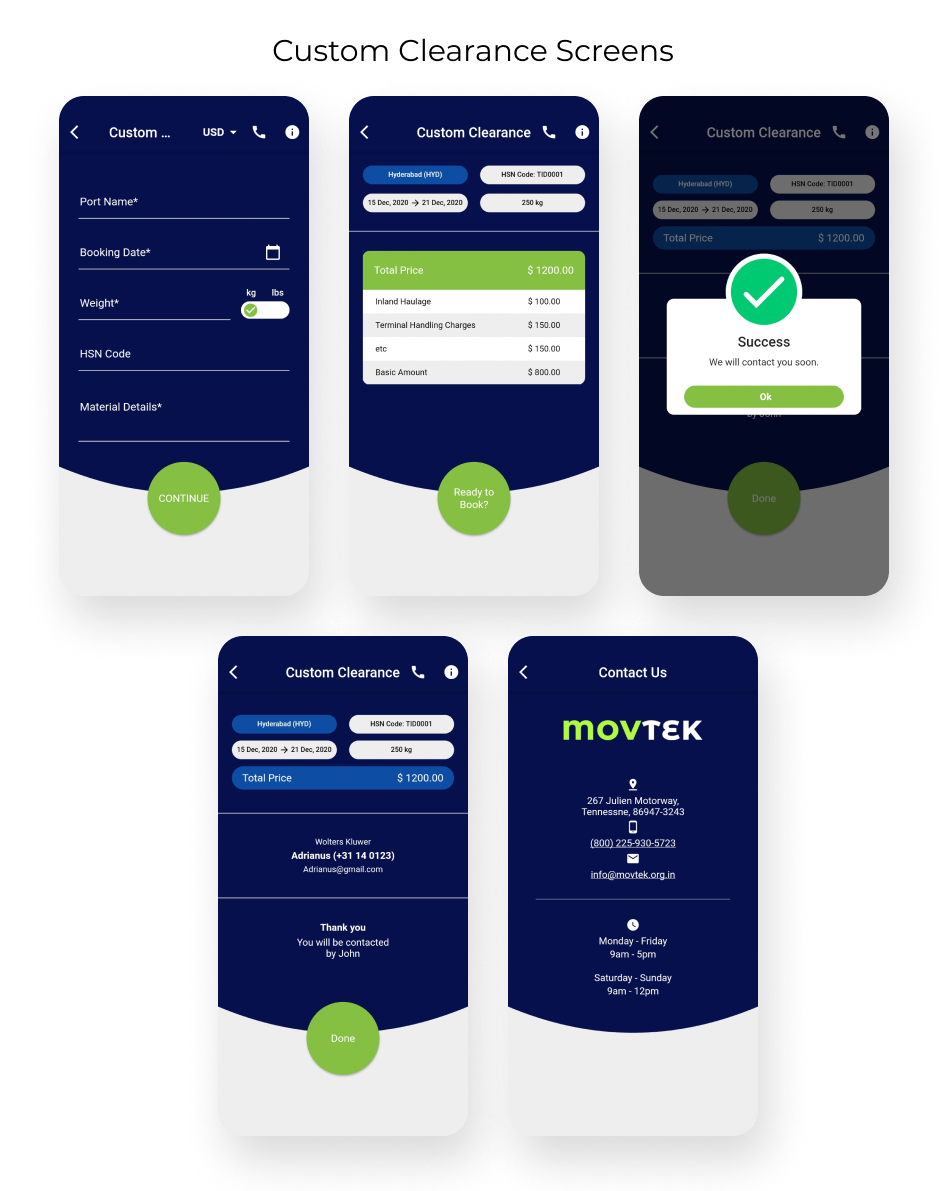 Custom Clearance Screens
Custom ...
USD
Port Name*
Booking Date*
kg lbs
Weight*
HSN Code
Material Details*
CONTINUE
Custom Clearance
Hyderabad (HYD)
HSN Code: TID0001
15 Dec, 2020 → 21 Dec, 2020
250 kg
Total Price $ 1200.00
Inland Haulage $ 100.00
Terminal Handling Charges $ 150.00
etc $ 150.00
Basic Amount $ 800.00
Ready to
Book?
Custom Clearance
Hyderabad (HYD)
HSN Code: TID0001
15 Dec, 2020 → 21 Dec, 2020
250 kg
Total Price $ 1200.00
Success
We will contact you soon.
Ok
by John
Done
Custom Clearance
Hyderabad (HYD)
HSN Code: TID0001
15 Dec, 2020 → 21 Dec, 2020
250 kg
Total Price $ 1200.00
Wolters Kluwer
Adrianus (+31 14 0123)
Adrianus@gmail.com
Thank you
You will be contacted
by John
Done
Contact Us
MOVTEK
267 Julien Motorway,
Tennessne, 86947-3243
(800) 225-930-5723
info@movtek.org.in
Monday - Friday
9am - 5pm
Saturday - Sunday
9am - 12pm